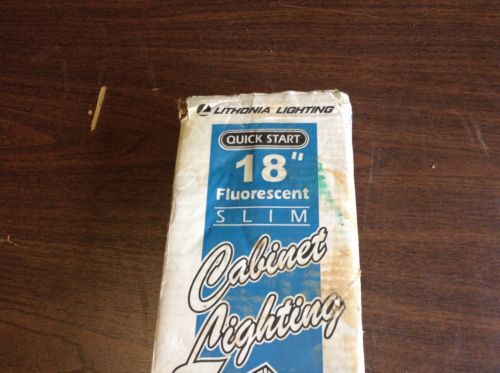 LITHONIA LIGHTING
QUICK START
18"
Fluorescent
SLIM
Cabinet
Lighting